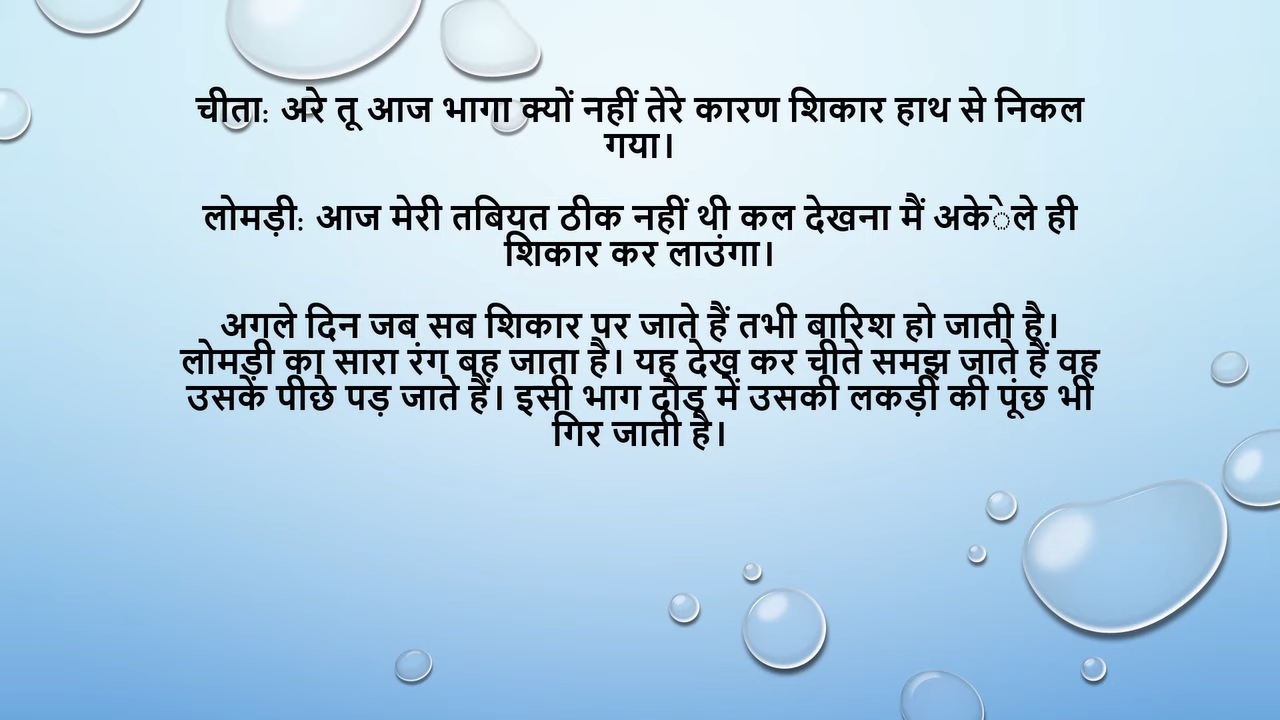 चीता: अरे तू आज भागा क्यों नहीं तेरे कारण शिकार हाथ से निकल
गया।
लोमड़ी: आज मेरी तबियत ठीक नहीं थी कल देखना मैं अकेेले ही
शिकार कर लाउंगा।
अगले दिन जब सब शिकार पर जाते हैं तभी बारिश हो जाती है।
लोमड़ी का सारा रंग बह जाता है। यह देख कर चीते समझ जाते हैं वह
उसके पीछे पड़ जाते हैं। इसी भाग दौड़ में उसकी लकड़ी की पूंछ भी
गिर जाती है।